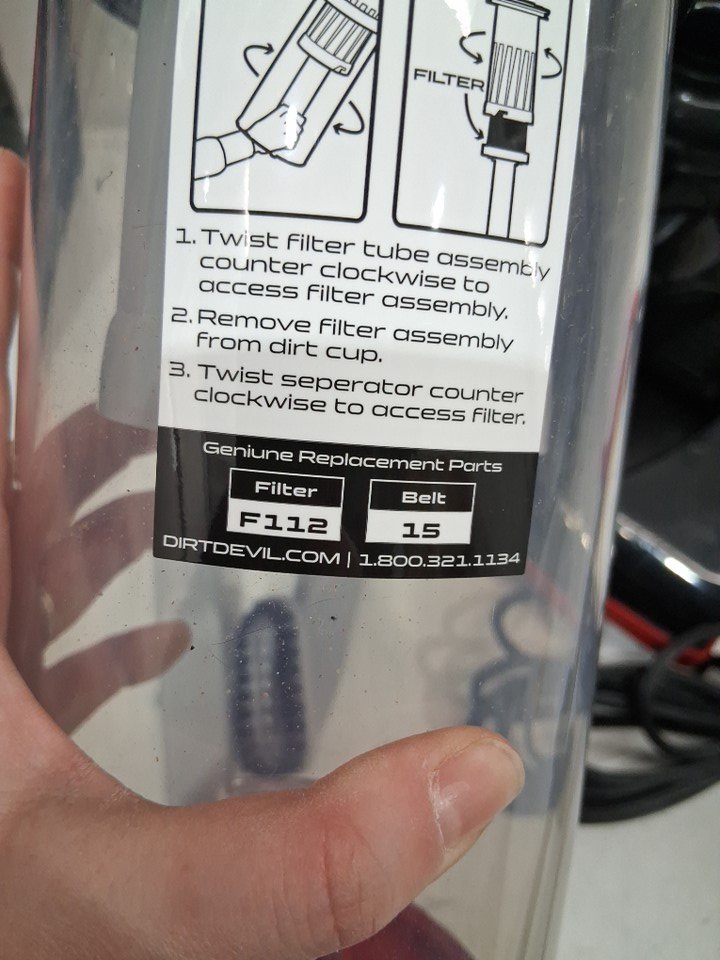 FILTER
1. Twist filter tube assembly
counter clockwise to
access filter assembly.
2. Remove filter assembly
from dirt cup.
3. Twist seperator counter
clockwise to access filter.
Geniune Replacement Parts
Filter
Belt
F112
15
DIRTDEVIL.COM | 1.800.321.1134